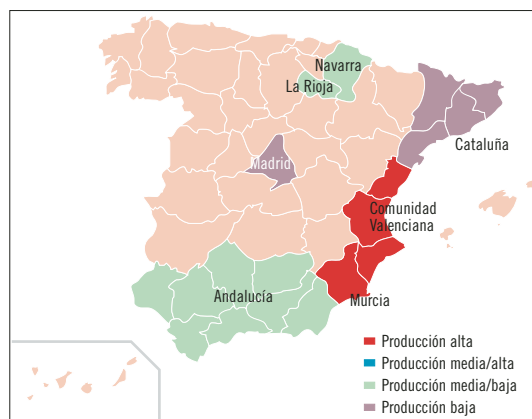 Navarra
La Rioja
Cataluña
Madrid
Comunidad
Valenciana
Andalucía
Murcia
Producción alta
Producción media/alta
Producción media/baja
Producción baja